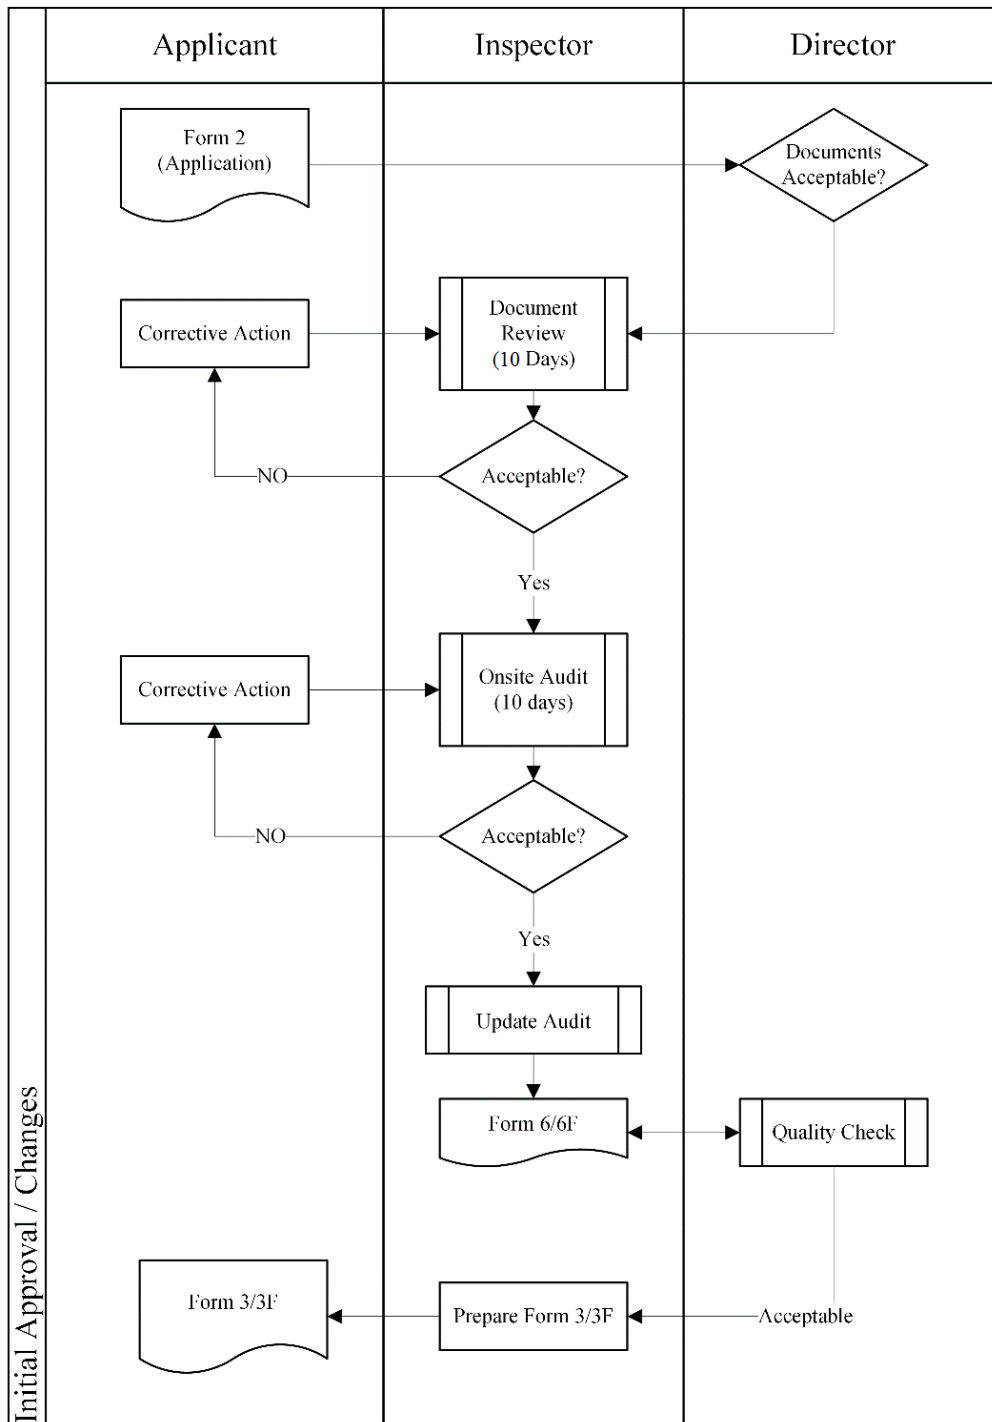 Applicant
Inspector
Director
Form 2
(Application)
Documents
Acceptable?
Corrective Action
Document
Review
(10 Days)
NO
Acceptable?
Yes
Corrective Action
Onsite Audit
(10 days)
NO
Acceptable?
Yes
Update Audit
Form 6/6F
Quality Check
Form 3/3F
Prepare Form 3/3F
Acceptable
Initial Approval / Changes